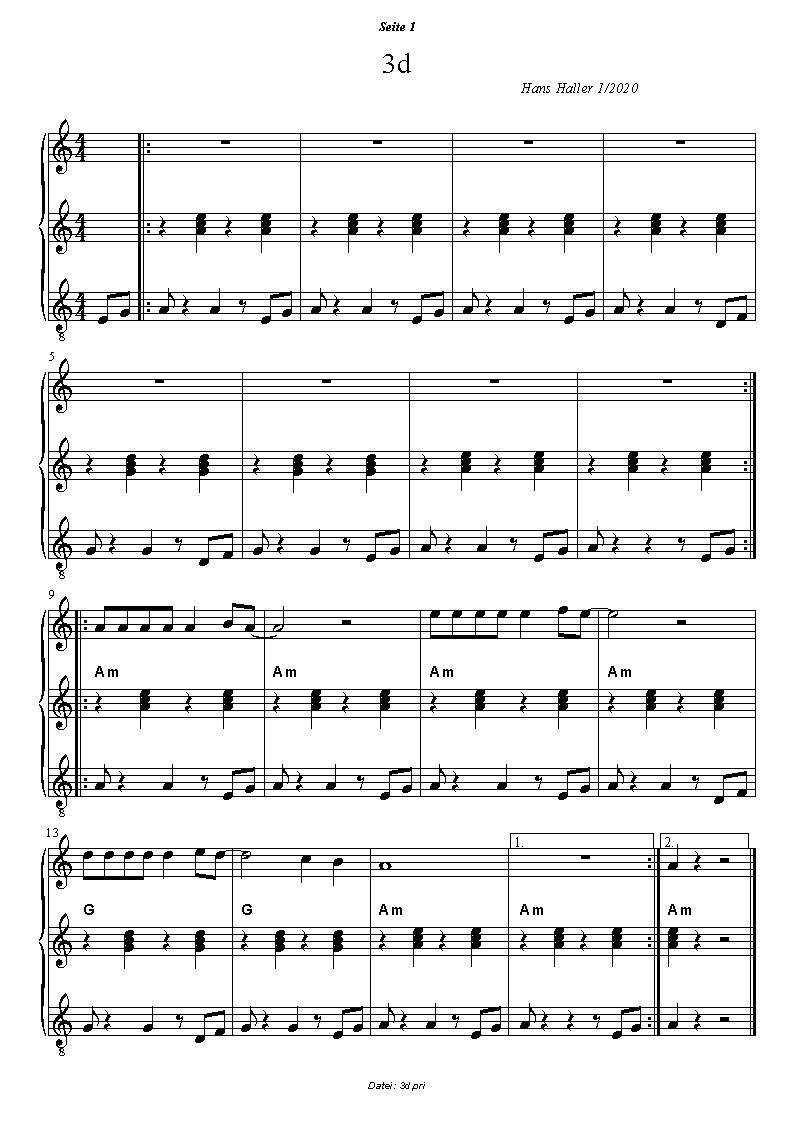 Seite 1
3d
Hans Haller 1/2020
5
9
Am Am Am Am
13
1. 2.
G G Am Am Am
Datei: 3d pri